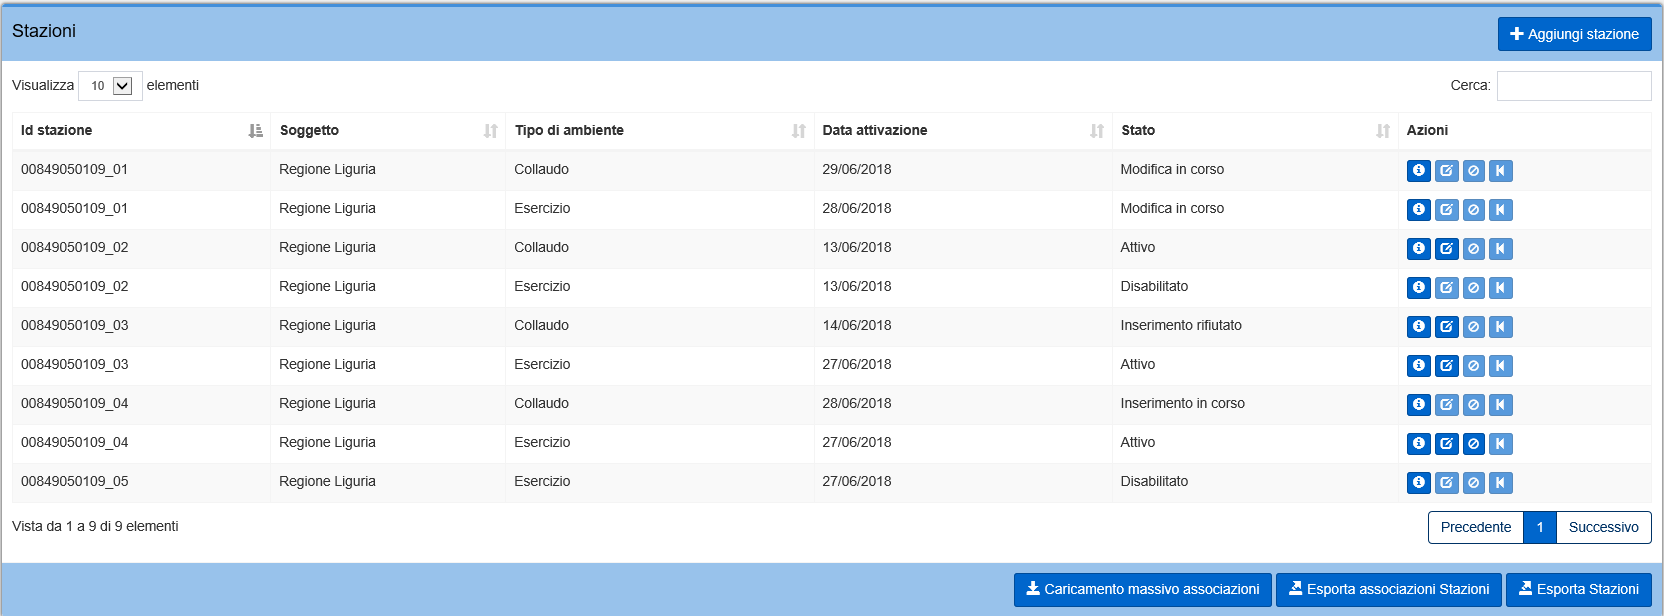 Stazioni
Aggiungi stazione
Visualizza 10 elementi
Cerca:
Id stazione Soggetto Tipo di ambiente Data attivazione Stato Azioni
00849050109_01 Regione Liguria Collaudo 29/06/2018 Modifica in corso
00849050109_01 Regione Liguria Esercizio 28/06/2018 Modifica in corso
00849050109_02 Regione Liguria Collaudo 13/06/2018 Attivo
00849050109_02 Regione Liguria Esercizio 13/06/2018 Disabilitato
00849050109_03 Regione Liguria Collaudo 14/06/2018 Inserimento rifiutato
00849050109_03 Regione Liguria Esercizio 27/06/2018 Attivo
00849050109_04 Regione Liguria Collaudo 28/06/2018 Inserimento in corso
00849050109_04 Regione Liguria Esercizio 27/06/2018 Attivo
00849050109_05 Regione Liguria Esercizio 27/06/2018 Disabilitato
Vista da 1 a 9 di 9 elementi
Precedente 1 Successivo
Caricamento massivo associazioni Esporta associazioni Stazioni Esporta Stazioni